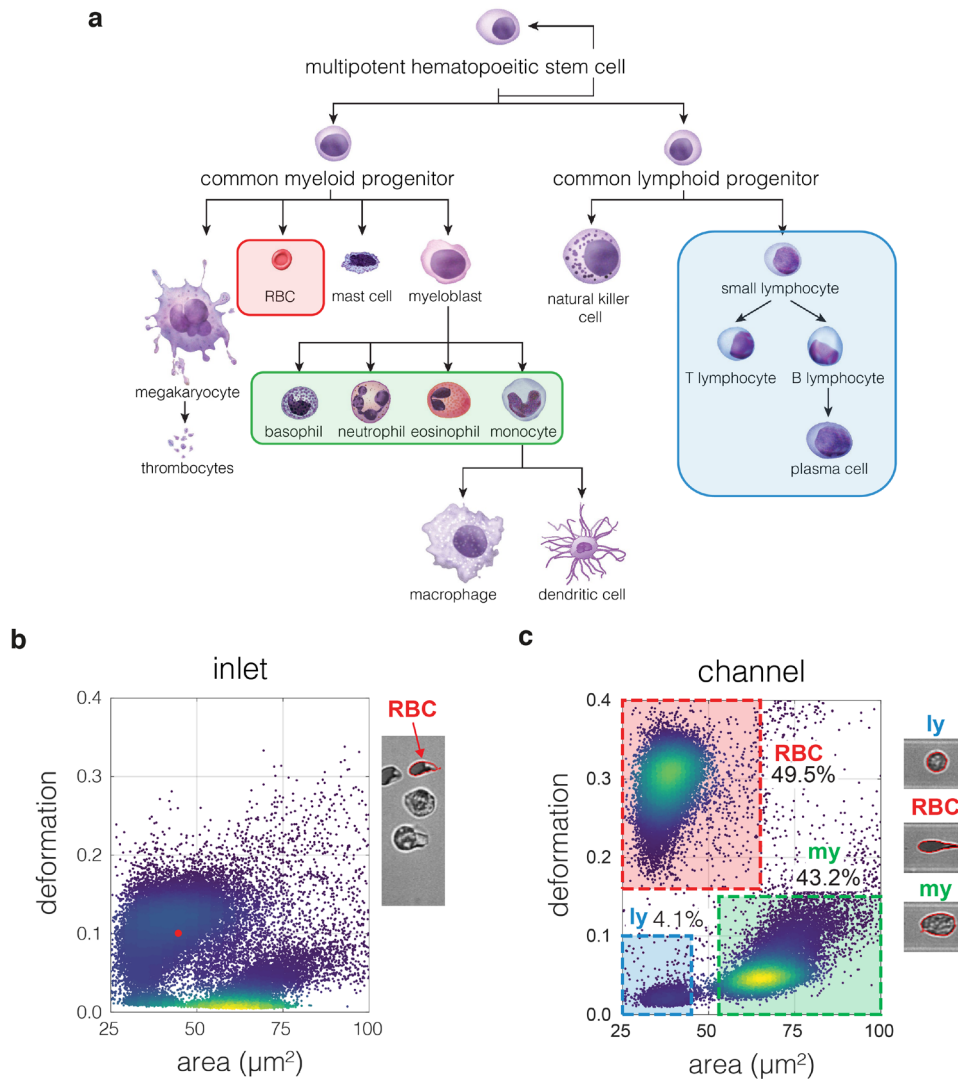 a
multipotent hematopoeitic stem cell
common myeloid progenitor
common lymphoid progenitor
RBC
mast cell
myeloblast
natural killer
cell
small lymphocyte
T lymphocyte
B lymphocyte
plasma cell
megakaryocyte
thrombocytes
basophil
neutrophil
eosinophil
monocyte
macrophage
dendritic cell
b
inlet
deformation
0.4
0.3
0.2
0.1
0.0
25
50
75
100
area (µm²)
RBC
c
channel
deformation
0.4
0.3
0.2
0.1
0.0
25
50
75
100
area (µm²)
RBC
49.5%
my
43.2%
ly 4.1%
ly
RBC
my